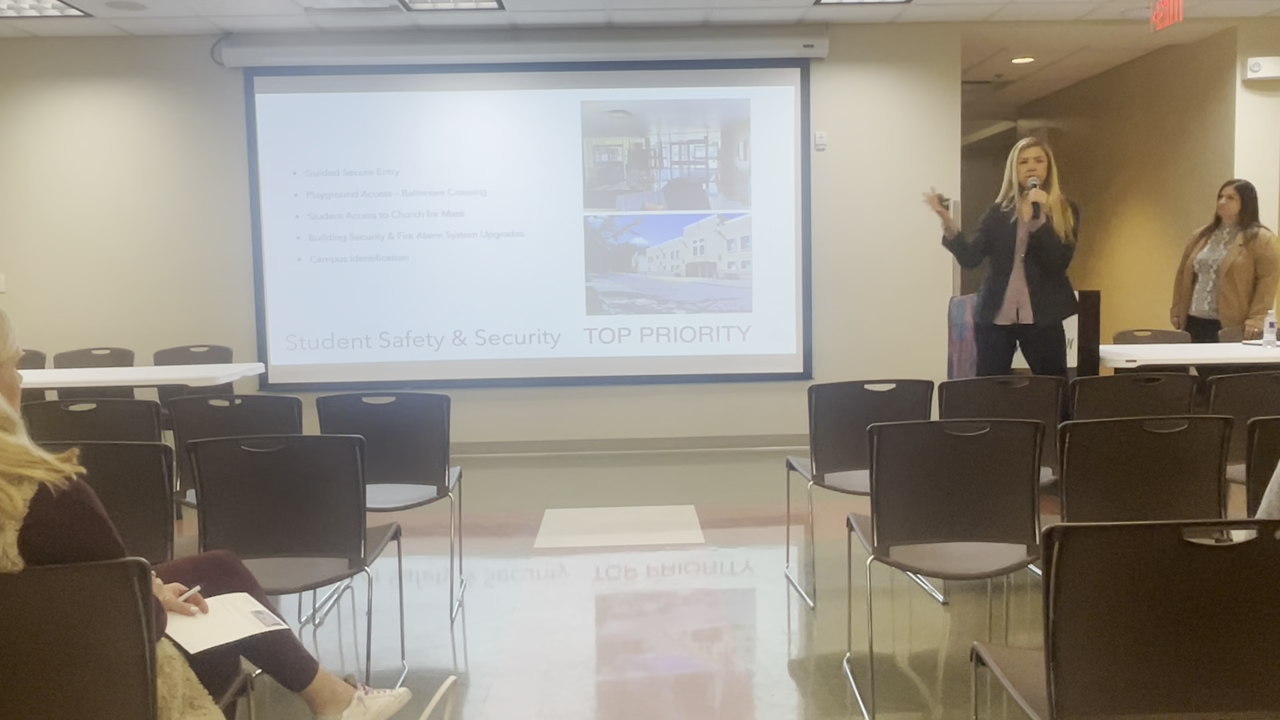 • Guided Secure Entry
• Playground Access - Baltimore Crossing
• Student Access to Church for Mass
• Building Security & Fire Alarm System Upgrades
• Campus Identification
Student Safety & Security TOP PRIORITY